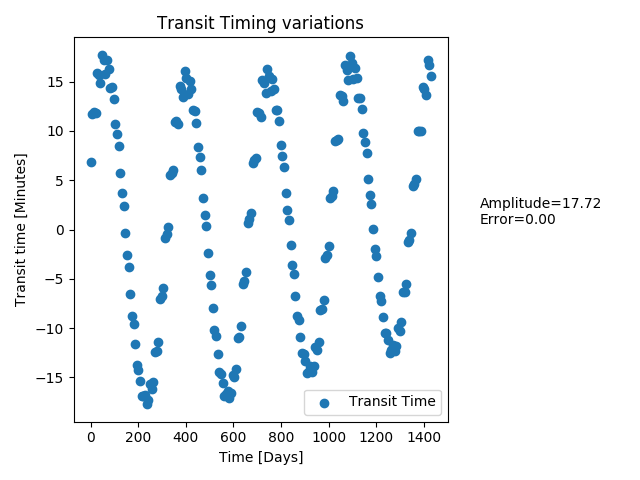 Transit Timing variations
Transit time [Minutes]
15
10
5
0
−5
−10
−15
0 200 400 600 800 1000 1200 1400
Time [Days]
Transit Time
Amplitude=17.72
Error=0.00